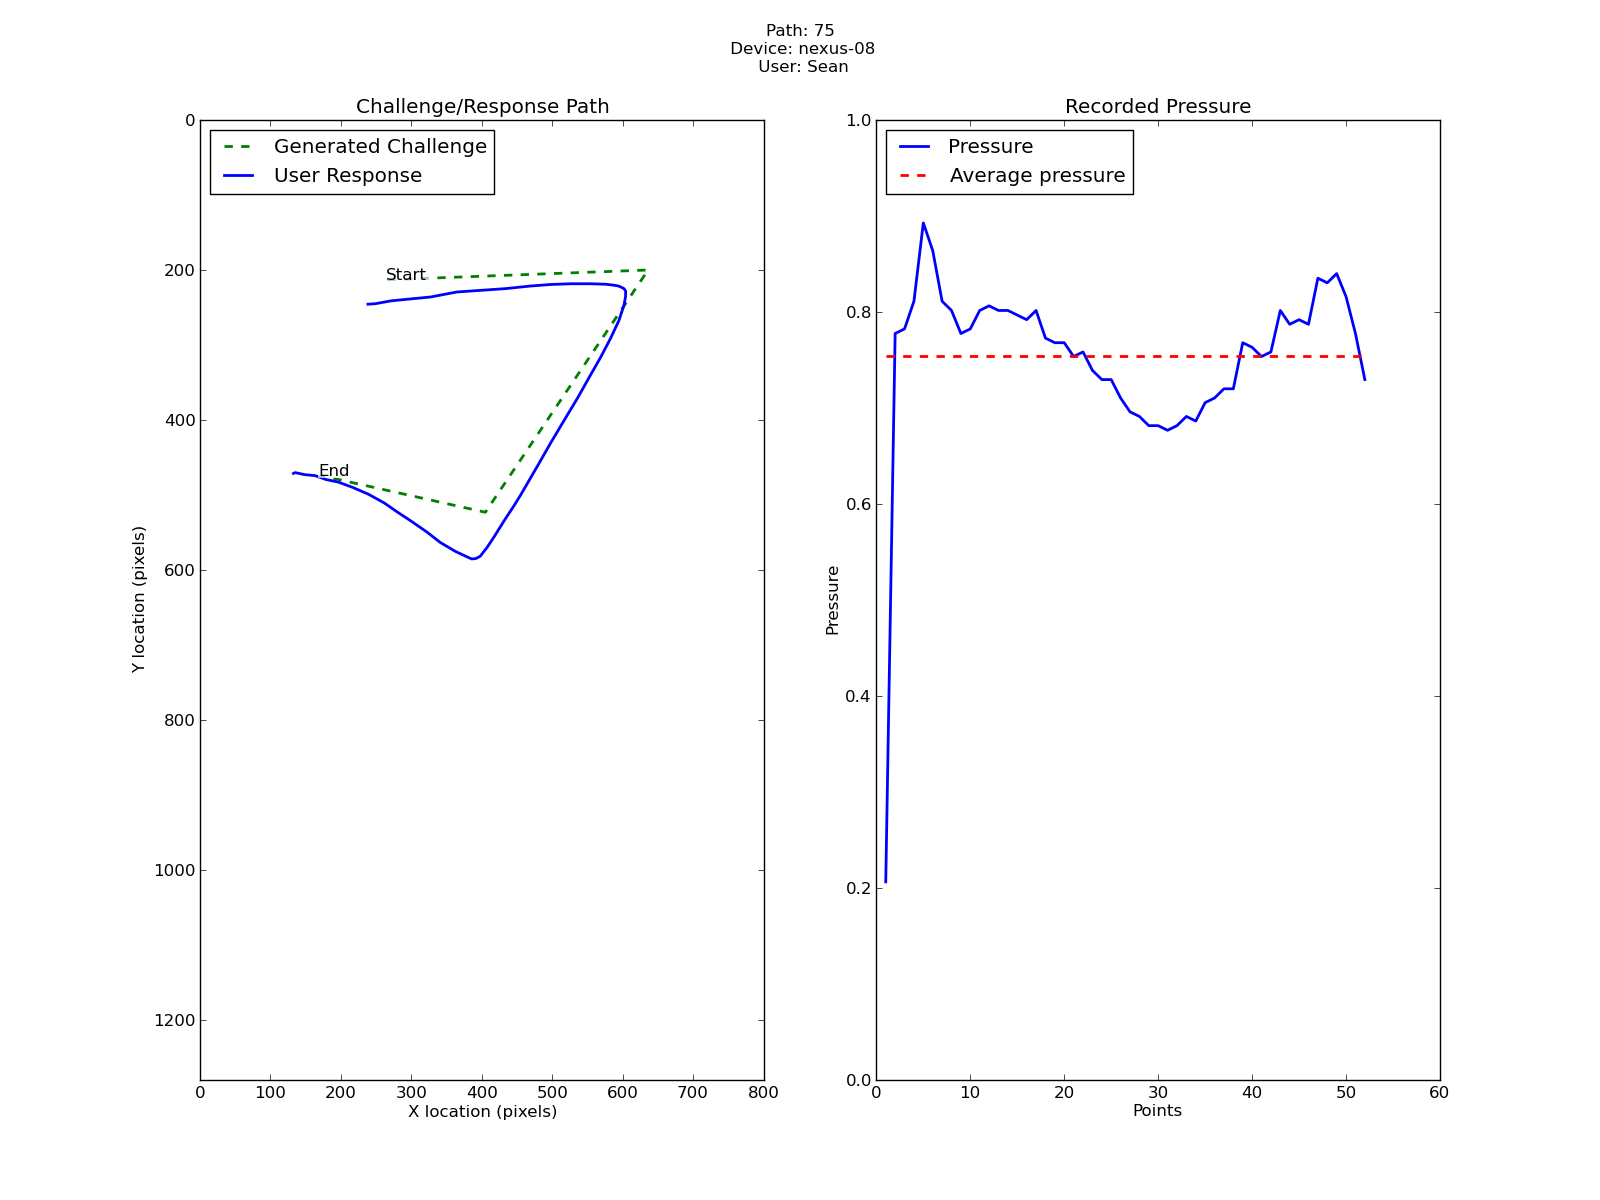 Path: 75
Device: nexus-08
User: Sean
Challenge/Response Path
Generated Challenge
User Response
Start
End
0
200
400
600
800
1000
1200
Y location (pixels)
0 100 200 300 400 500 600 700 800
X location (pixels)
Recorded Pressure
Pressure
Average pressure
1.0
0.8
0.6
0.4
0.2
0.0
Pressure
0 10 20 30 40 50 60
Points